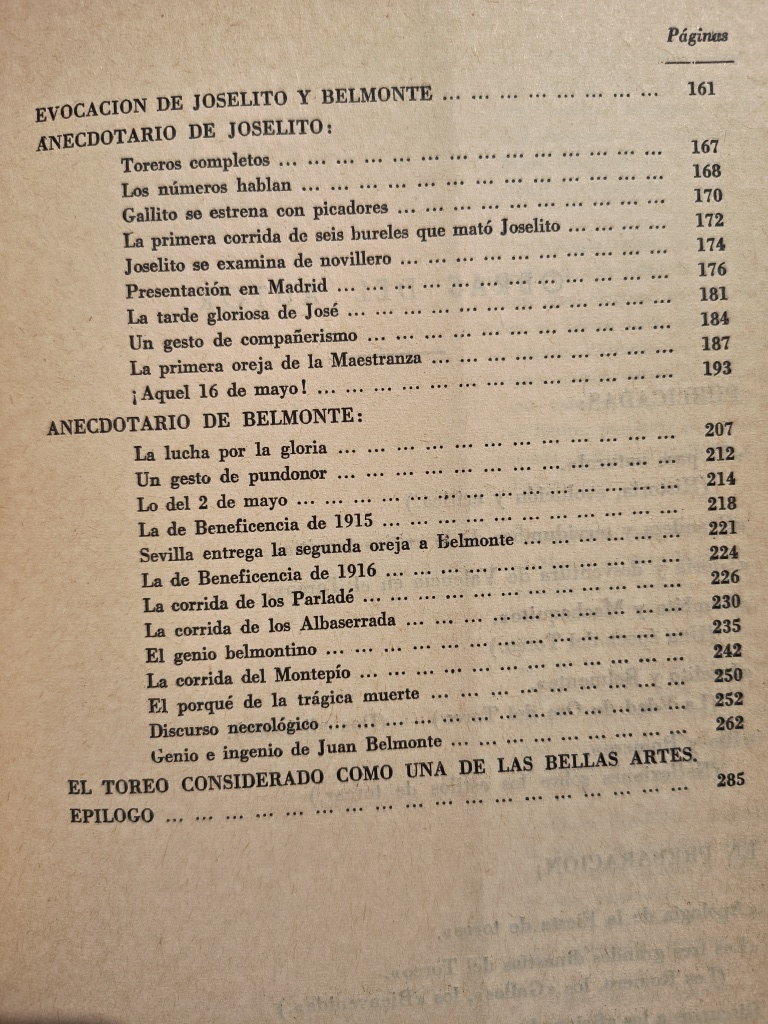 Páginas
EVOCACION DE JOSELITO Y BELMONTE ... ... ... ... ... ... ... ... 161
ANECDOTARIO DE JOSELITO:
Toreros completos ... ... ... ... ... ... ... ... ... ... ... ... ... ... 167
Los números hablan ... ... ... ... ... ... ... ... ... ... ... ... ... 168
Gallito se estrena con picadores ... ... ... ... ... ... ... ... ... ... 170
La primera corrida de seis bureles que mató Joselito ... ... ... ... 172
Joselito se examina de novillero ... ... ... ... ... ... ... ... ... ... 174
Presentación en Madrid ... ... ... ... ... ... ... ... ... ... ... ... 176
La tarde gloriosa de José ... ... ... ... ... ... ... ... ... ... ... ... 181
Un gesto de compañerismo ... ... ... ... ... ... ... ... ... ... ... 184
La primera oreja de la Maestranza ... ... ... ... ... ... ... ... ... 187
¡Aquel 16 de mayo! ... ... ... ... ... ... ... ... ... ... ... ... ... 193
ANECDOTARIO DE BELMONTE:
La lucha por la gloria ... ... ... ... ... ... ... ... ... ... ... ... 207
Un gesto de pundonor ... ... ... ... ... ... ... ... ... ... ... ... 212
Lo del 2 de mayo ... ... ... ... ... ... ... ... ... ... ... ... ... ... 214
La de Beneficencia de 1915 ... ... ... ... ... ... ... ... ... ... ... 218
Sevilla entrega la segunda oreja a Belmonte ... ... ... ... ... ... 221
La de Beneficencia de 1916 ... ... ... ... ... ... ... ... ... ... ... 224
La corrida de los Parladé ... ... ... ... ... ... ... ... ... ... ... ... 226
La corrida de los Albaserrada ... ... ... ... ... ... ... ... ... ... 230
El genio belmontino ... ... ... ... ... ... ... ... ... ... ... ... ... 235
La corrida del Montepío ... ... ... ... ... ... ... ... ... ... ... ... 242
El porqué de la trágica muerte ... ... ... ... ... ... ... ... ... ... 250
Discurso necrológico ... ... ... ... ... ... ... ... ... ... ... ... ... 252
Genio e ingenio de Juan Belmonte ... ... ... ... ... ... ... ... ... 262
EL TOREO CONSIDERADO COMO UNA DE LAS BELLAS ARTES.
EPILOGO ... ... ... ... ... ... ... ... ... ... ... ... ... ... ... ... ... ... 285